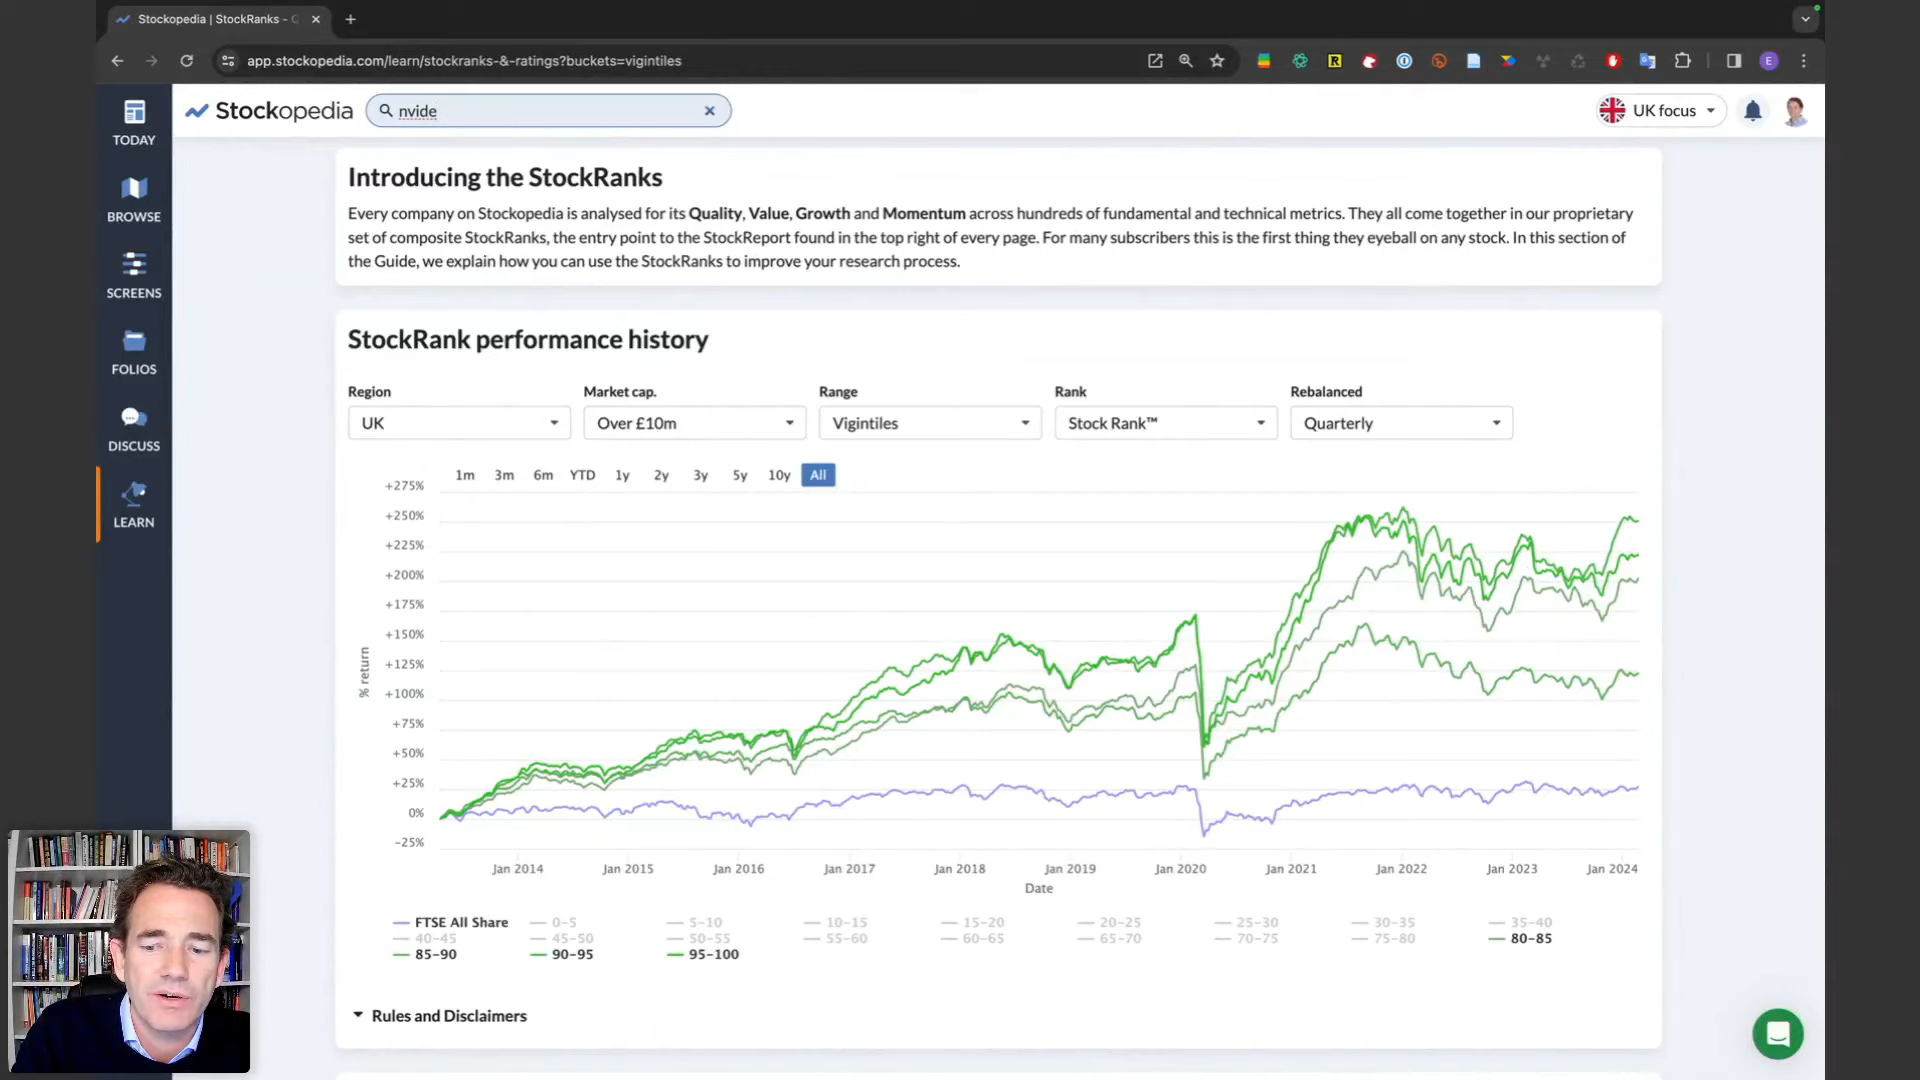 Stockopedia | StockRanks -
app.stockopedia.com/learn/stockranks-&-ratings?buckets=vigintiles
E
TODAY
Stockopedia
nvide
UK focus
BROWSE
SCREENS
FOLIOS
DISCUSS
LEARN
Introducing the StockRanks
Every company on Stockopedia is analysed for its Quality, Value, Growth and Momentum across hundreds of fundamental and technical metrics. They all come together in our proprietary
set of composite StockRanks, the entry point to the StockReport found in the top right of every page. For many subscribers this is the first thing they eyeball on any stock. In this section of
the Guide, we explain how you can use the StockRanks to improve your research process.
StockRank performance history
Region Market cap. Range Rank Rebalanced
UK Over £10m Vigintiles Stock Rank™ Quarterly
1m 3m 6m YTD 1y 2y 3y 5y 10y All
+275%
+250%
+225%
+200%
+175%
+150%
+125%
+100%
+75%
+50%
+25%
0%
−25%
% return
Jan 2014 Jan 2015 Jan 2016 Jan 2017 Jan 2018 Jan 2019 Jan 2020 Jan 2021 Jan 2022 Jan 2023 Jan 2024
Date
FTSE All Share 0-5 5-10 10-15 15-20 20-25 25-30 30-35 35-40
40-45 45-50 50-55 55-60 60-65 65-70 70-75 75-80 80-85
85-90 90-95 95-100
Rules and Disclaimers